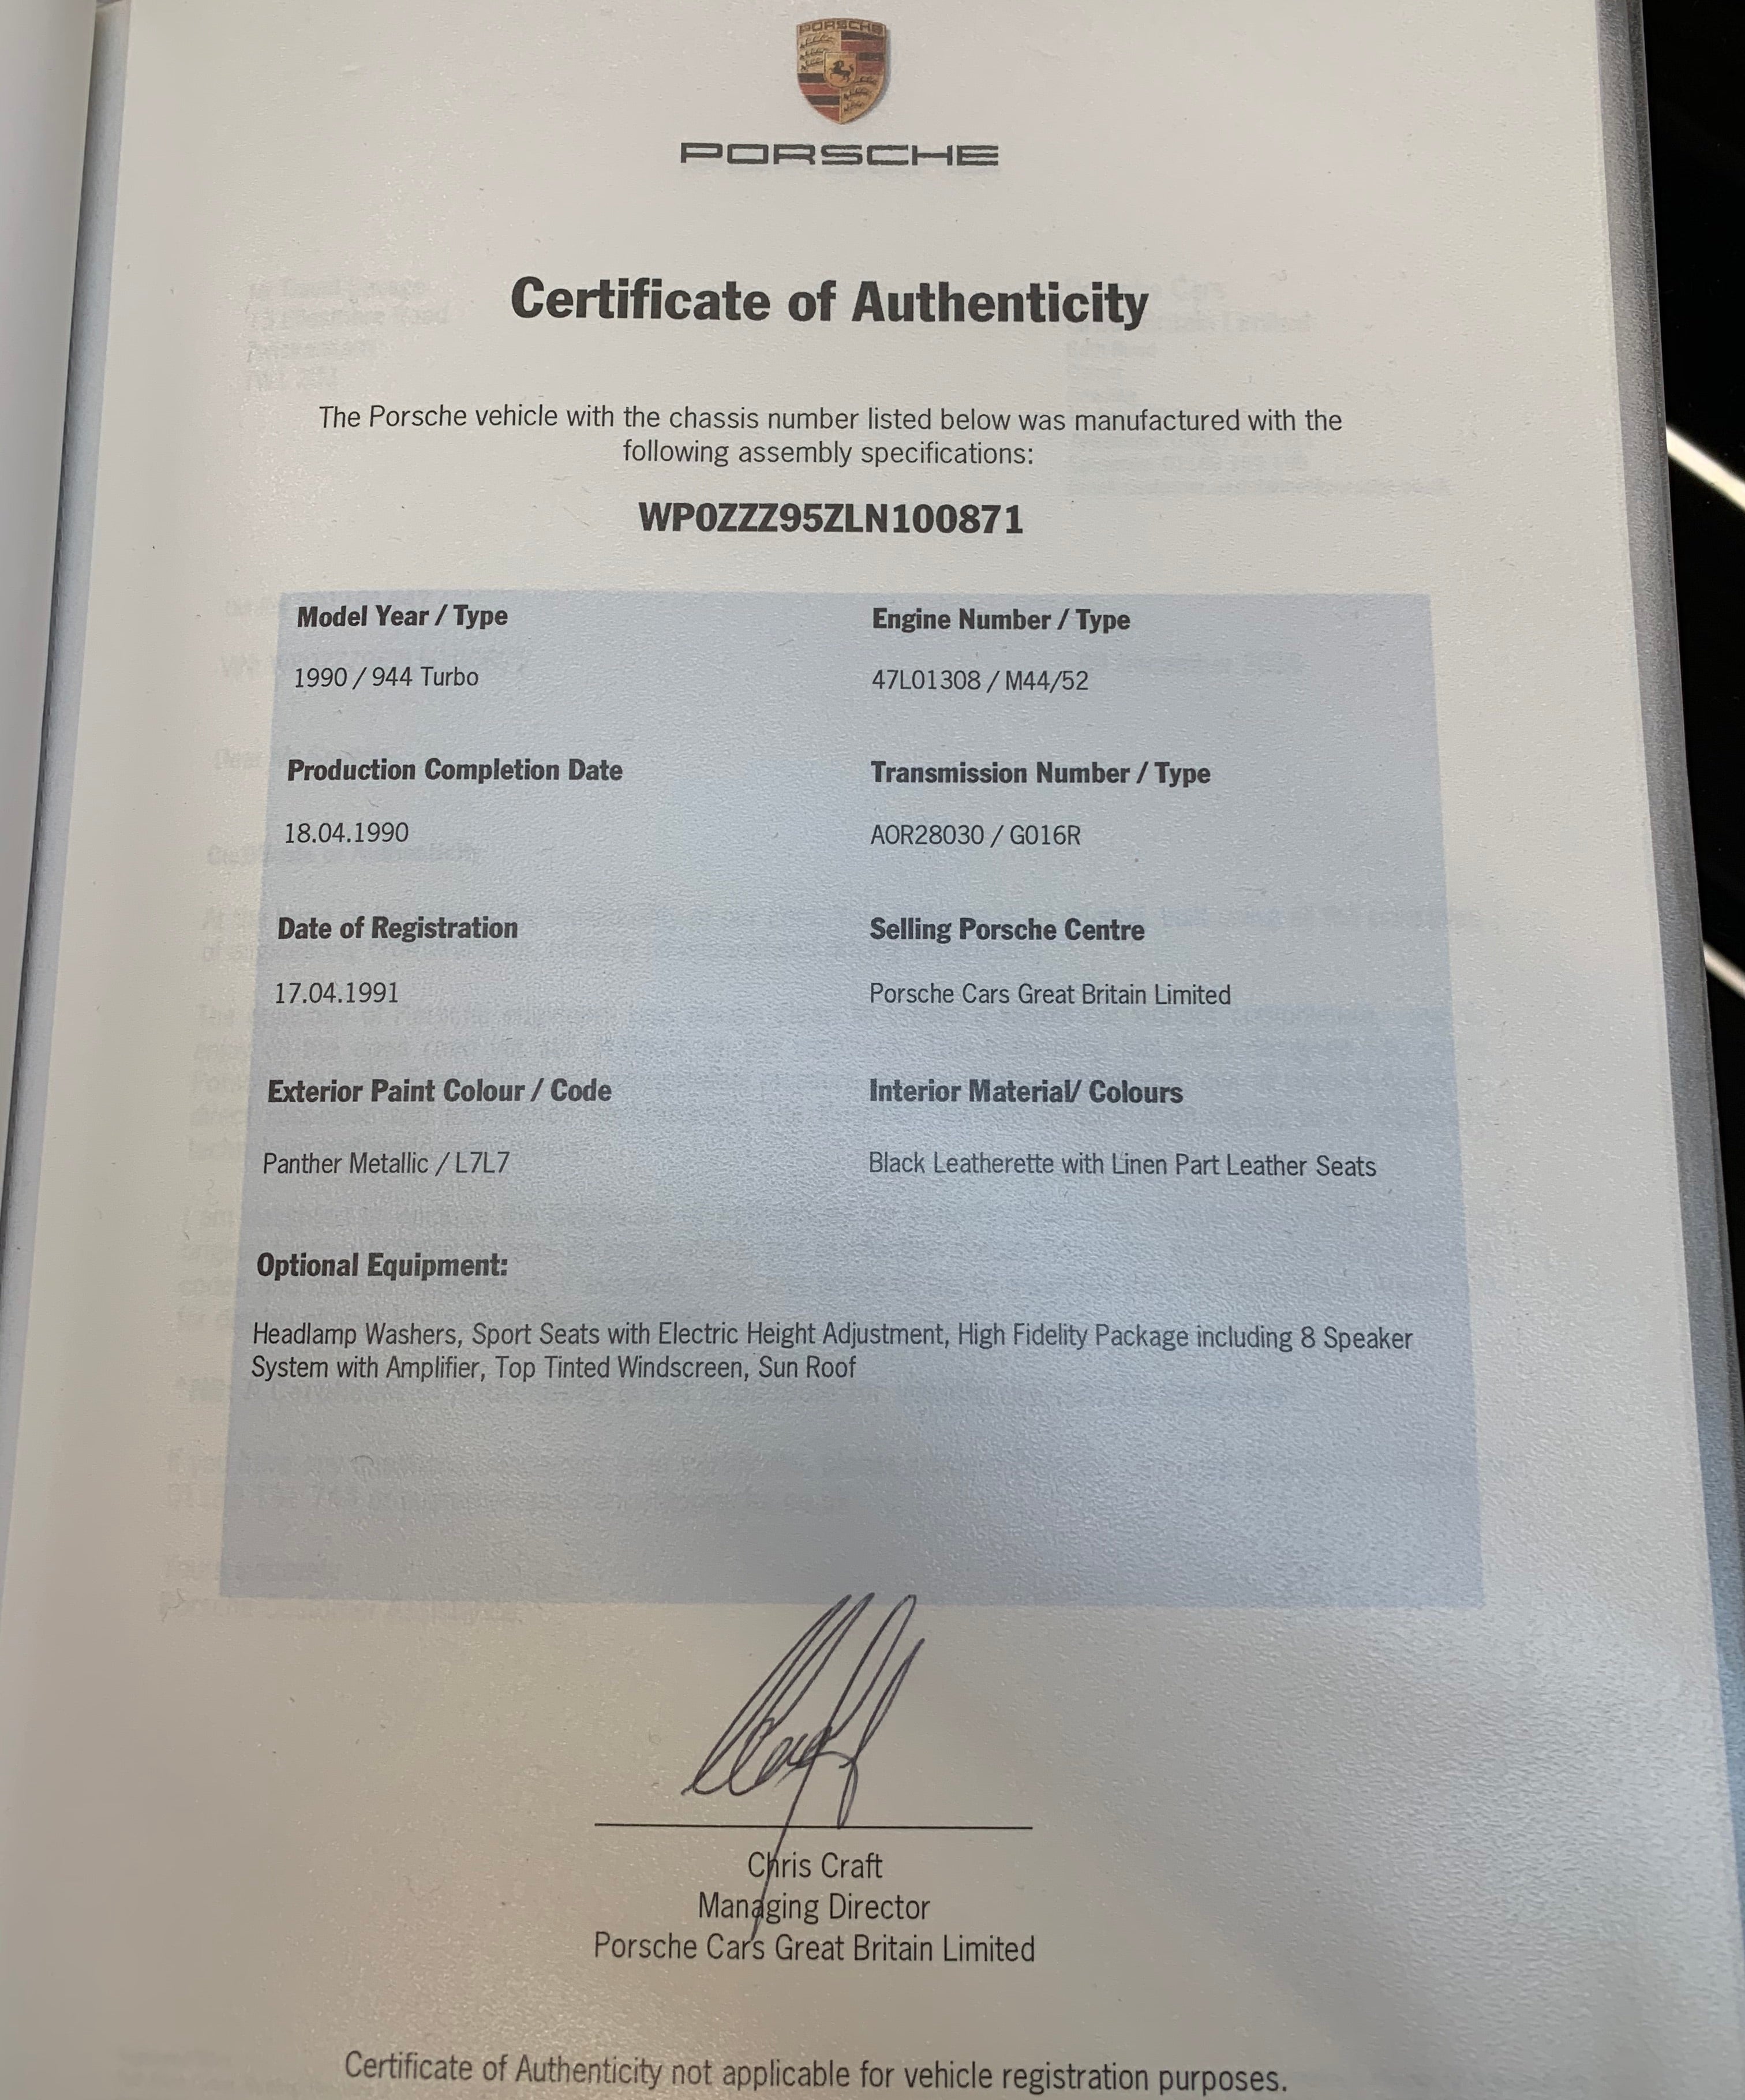 PORSCHE
PORSCHE
Certificate of Authenticity
The Porsche vehicle with the chassis number listed below was manufactured with the
following assembly specifications:
WP0ZZZ95ZLN100871
Model Year / Type
Engine Number / Type
1990 / 944 Turbo
47L01308 / M44/52
Production Completion Date
Transmission Number / Type
18.04.1990
AOR28030 / G016R
Date of Registration
Selling Porsche Centre
17.04.1991
Porsche Cars Great Britain Limited
Exterior Paint Colour / Code
Interior Material/ Colours
Panther Metallic / L7L7
Black Leatherette with Linen Part Leather Seats
Optional Equipment:
Headlamp Washers, Sport Seats with Electric Height Adjustment, High Fidelity Package including 8 Speaker
System with Amplifier, Top Tinted Windscreen, Sun Roof
Chris Craft
Managing Director
Porsche Cars Great Britain Limited
Certificate of Authenticity not applicable for vehicle registration purposes.